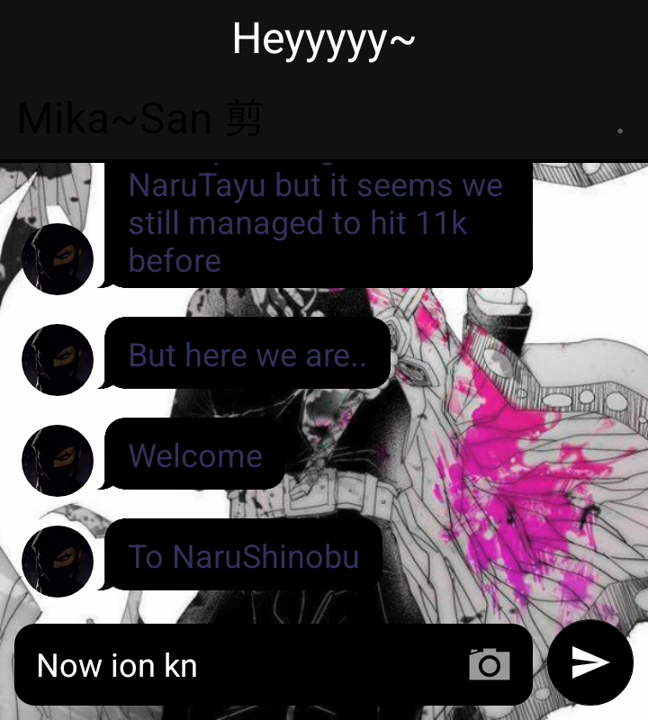 Heyyyyy~
Mika~San 剪
NaruTayu but it seems we
still managed to hit 11k
before
But here we are..
Welcome
To NaruShinobu
Now ion kn